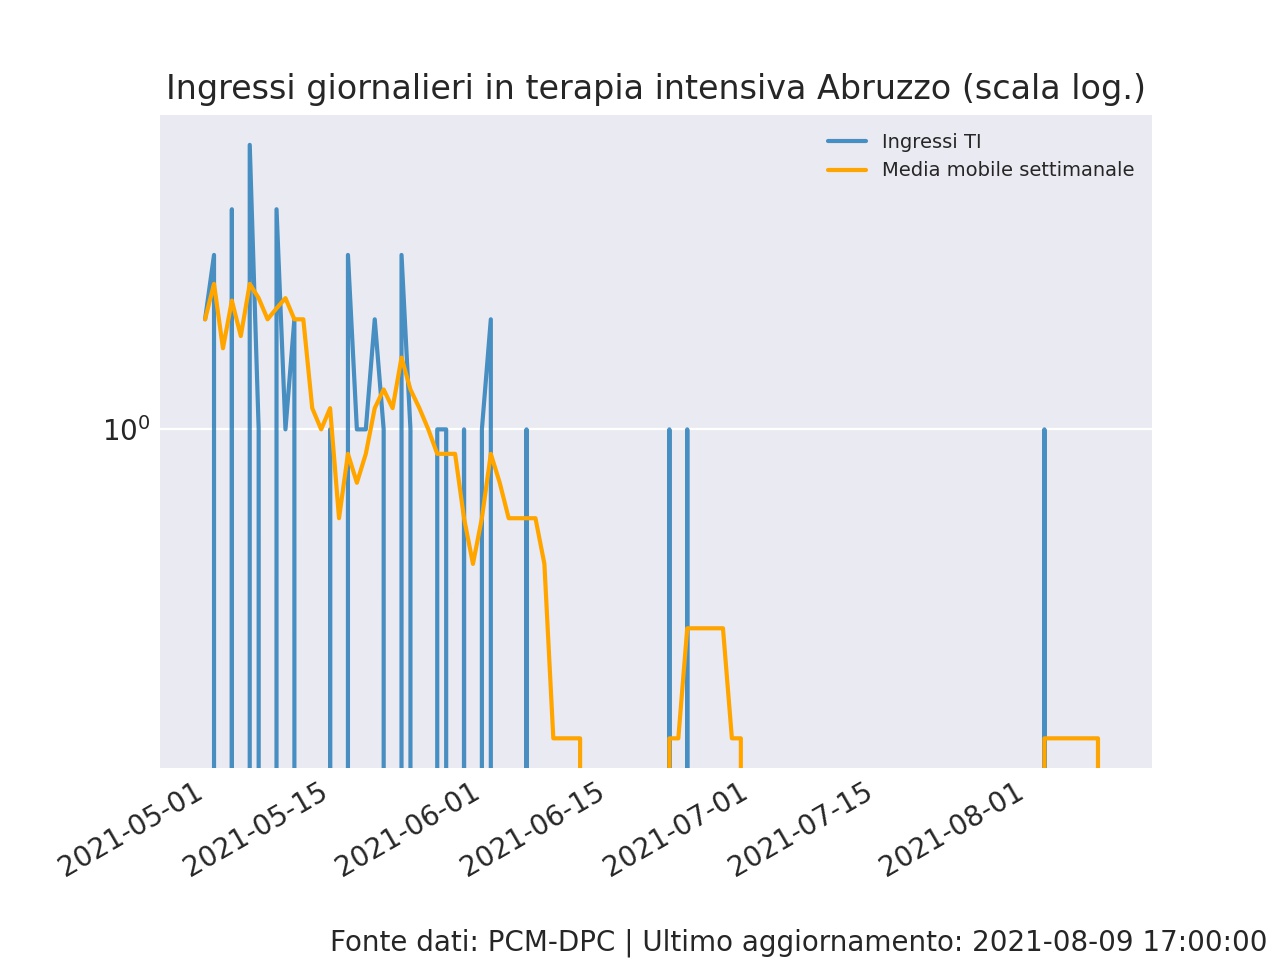 Ingressi giornalieri in terapia intensiva Abruzzo (scala log.)
Ingressi TI
Media mobile settimanale
10⁰
2021-05-01
2021-05-15
2021-06-01
2021-06-15
2021-07-01
2021-07-15
2021-08-01
Fonte dati: PCM-DPC | Ultimo aggiornamento: 2021-08-09 17:00:00